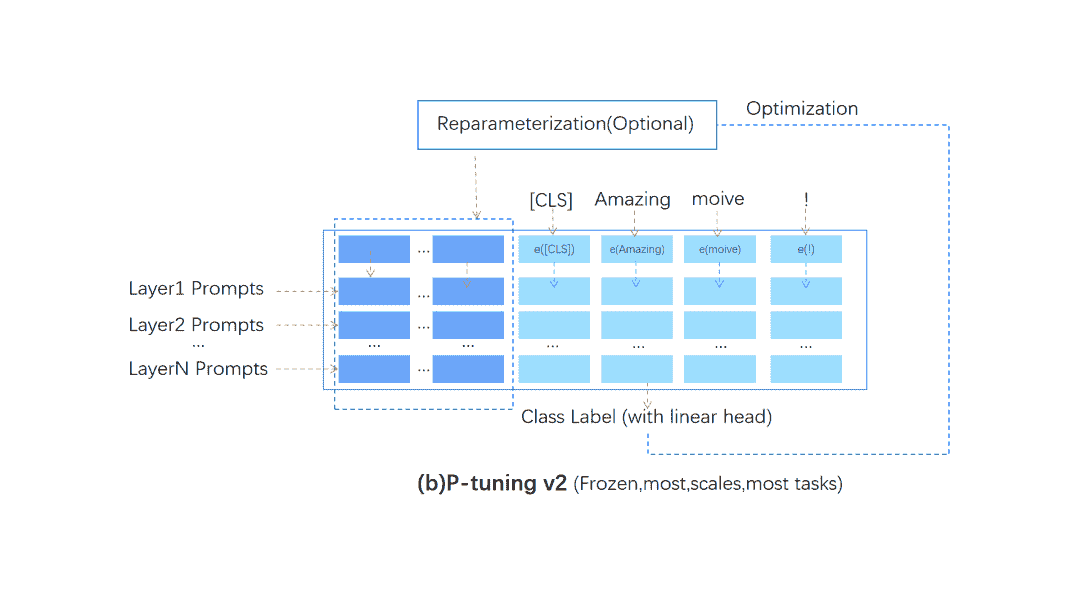 Reparameterization(Optional)
Optimization
[CLS] Amazing moive !
e([CLS]) e(Amazing) e(moive) e(!)
...
Layer1 Prompts
...
Layer2 Prompts
...
...
... ... ... ... ... ...
LayerN Prompts
...
Class Label (with linear head)
(b)P-tuning v2 (Frozen,most,scales,most tasks)